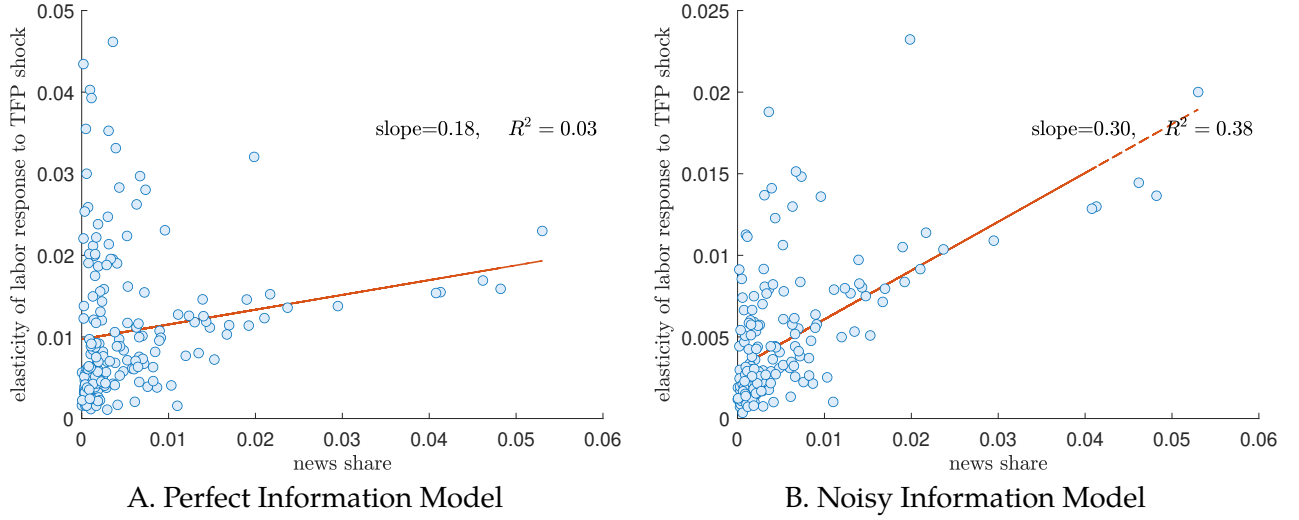 elasticity of labor response to TFP shock
0.05
0.04
0.03
0.02
0.01
0
slope=0.18, R² = 0.03
0 0.01 0.02 0.03 0.04 0.05 0.06
news share
A. Perfect Information Model
elasticity of labor response to TFP shock
0.025
0.02
0.015
0.01
0.005
0
slope=0.30, R² = 0.38
0 0.01 0.02 0.03 0.04 0.05 0.06
news share
B. Noisy Information Model